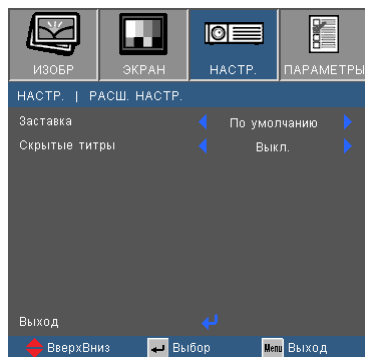 ИЗОБР ЭКРАН НАСТР. ПАРАМЕТРЫ
НАСТР. | РАСШ. НАСТР.
Заставка По умолчанию
Скрытые титры Выкл.
Выход
ВверхВниз Выбор Menu Выход